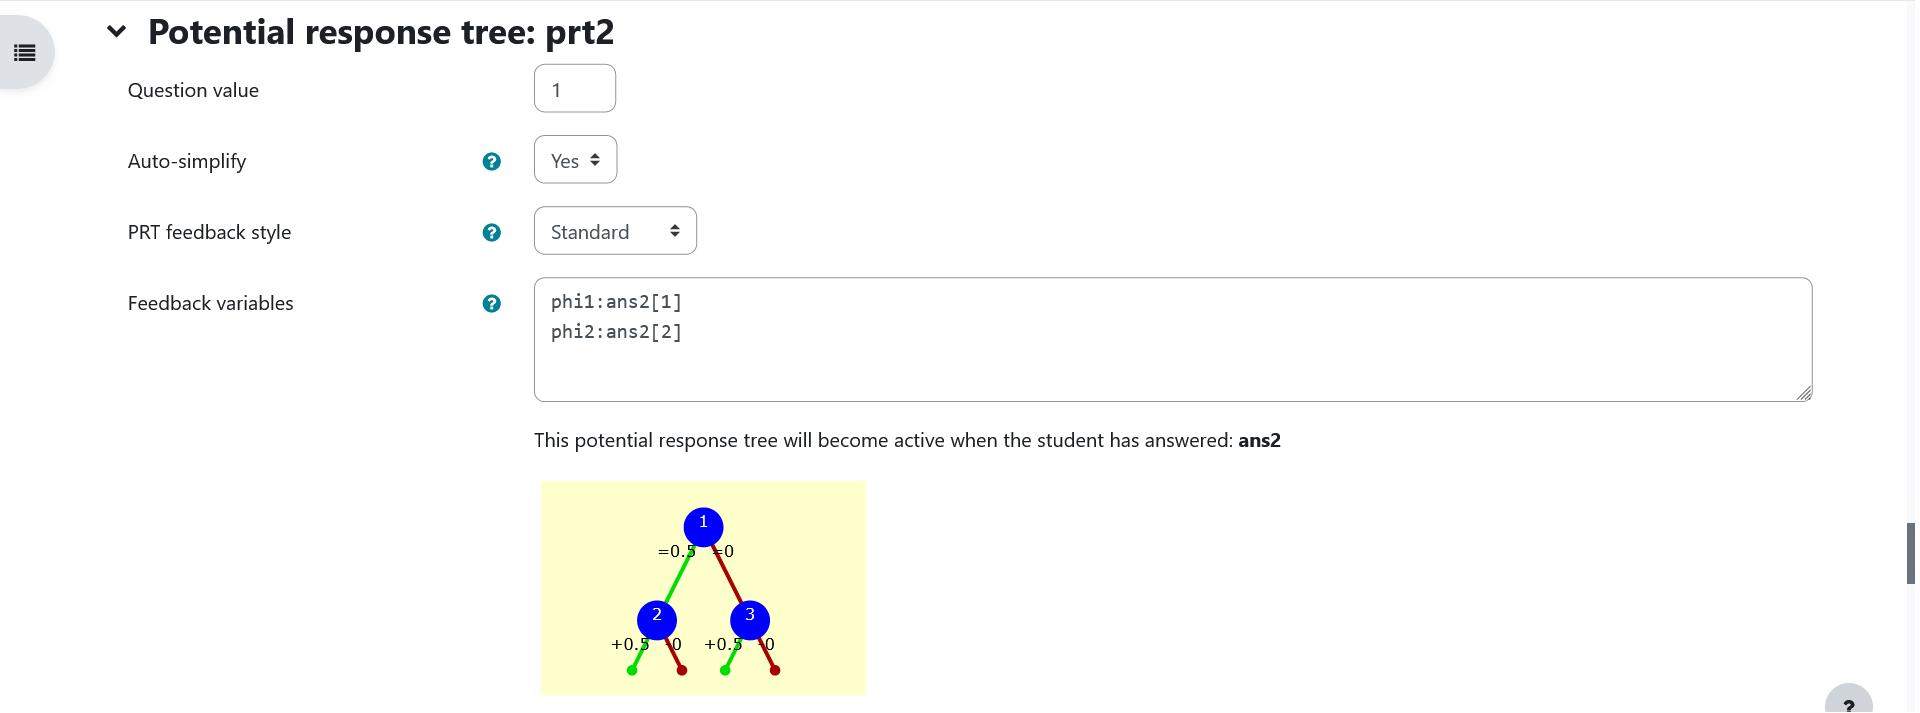 Potential response tree: prt2
Question value
1
Auto-simplify
?
Yes
PRT feedback style
?
Standard
Feedback variables
?
phi1:ans2[1]
phi2:ans2[2]
This potential response tree will become active when the student has answered: ans2
1
=0.5 =0
2 3
+0.5 -0 +0.5 -0
?